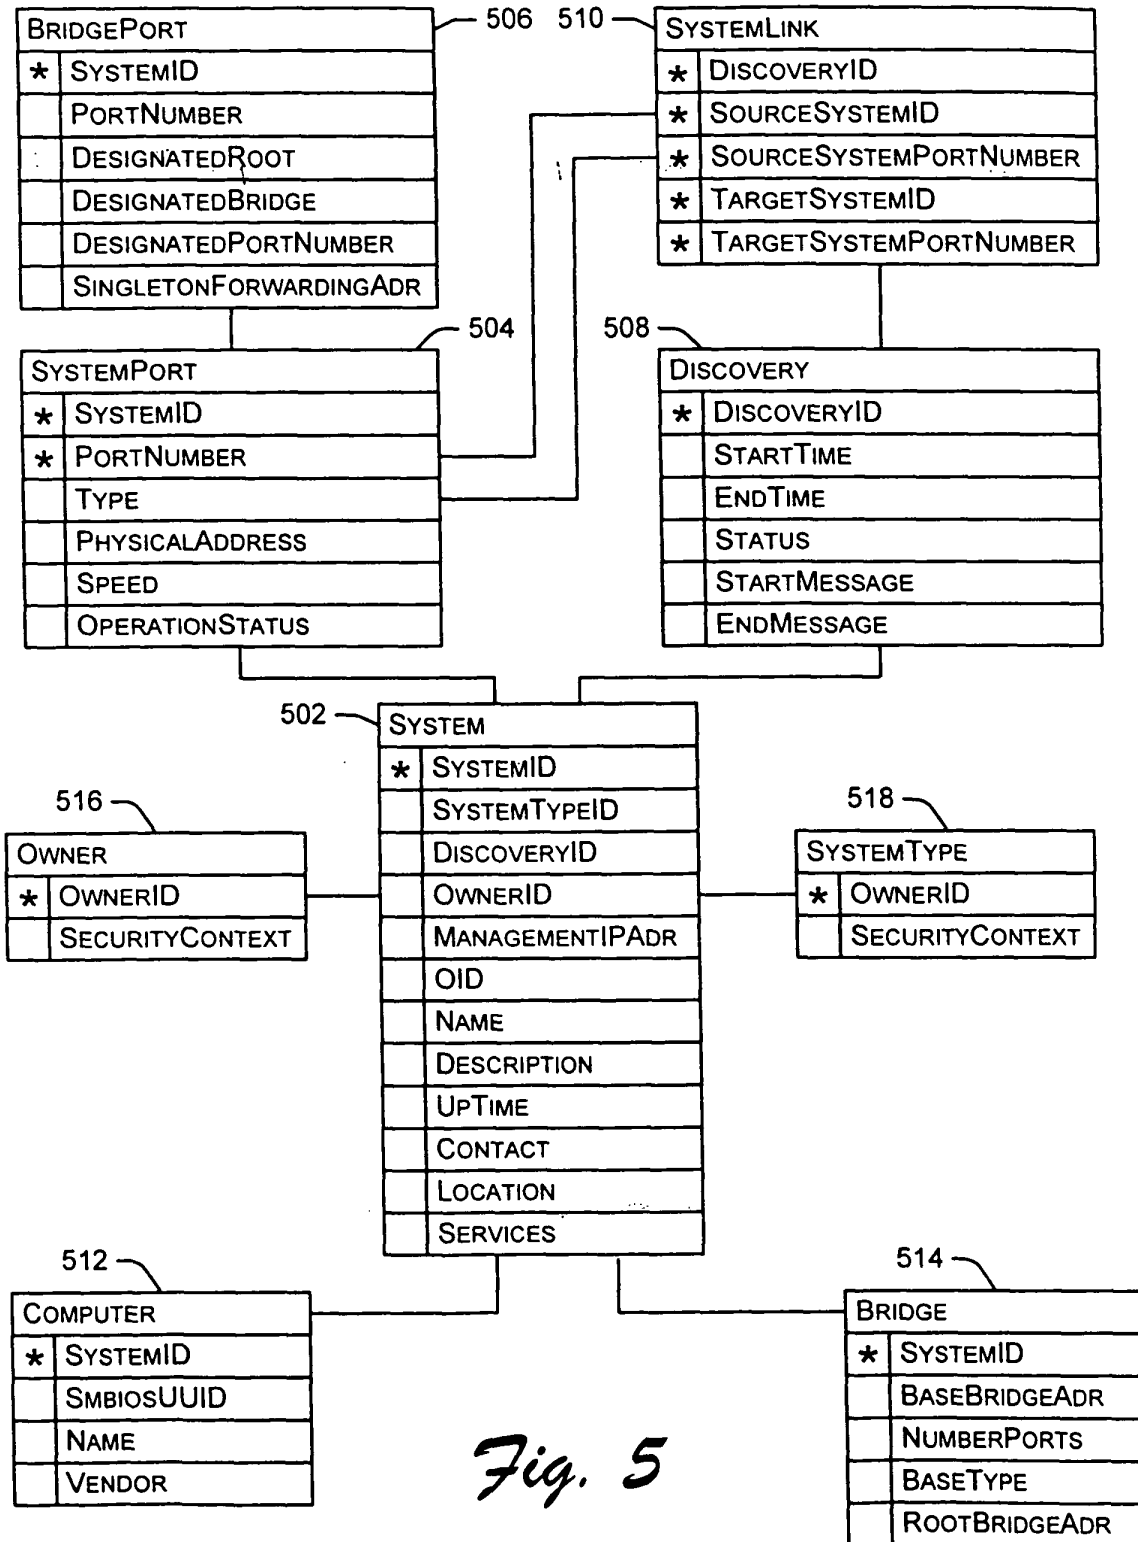 506
BRIDGEPORT
* SYSTEMID
PORTNUMBER
DESIGNATEDROOT
DESIGNATEDBRIDGE
DESIGNATEDPORTNUMBER
SINGLETONFORWARDINGADR
510
SYSTEMLINK
* DISCOVERYID
* SOURCESYSTEMID
* SOURCESYSTEMPORTNUMBER
* TARGETSYSTEMID
* TARGETSYSTEMPORTNUMBER
504
SYSTEMPORT
* SYSTEMID
* PORTNUMBER
TYPE
PHYSICALADDRESS
SPEED
OPERATIONSTATUS
508
DISCOVERY
* DISCOVERYID
STARTTIME
ENDTIME
STATUS
STARTMESSAGE
ENDMESSAGE
502
SYSTEM
* SYSTEMID
SYSTEMTYPEID
DISCOVERYID
OWNERID
MANAGEMENTIPADR
OID
NAME
DESCRIPTION
UPTIME
CONTACT
LOCATION
SERVICES
516
OWNER
* OWNERID
SECURITYCONTEXT
518
SYSTEMTYPE
* OWNERID
SECURITYCONTEXT
512
COMPUTER
* SYSTEMID
SMBIOSUUID
NAME
VENDOR
514
BRIDGE
* SYSTEMID
BASEBRIDGEADR
NUMBERPORTS
BASETYPE
ROOTBRIDGEADR
Fig. 5